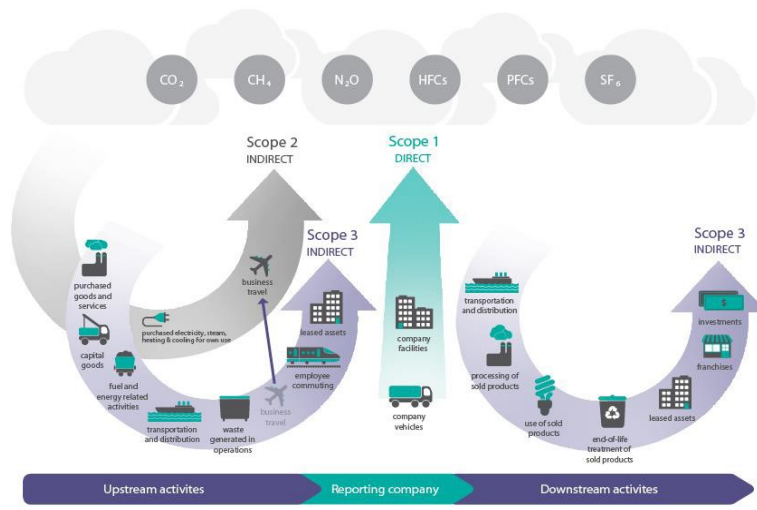 CO₂
CH₄
N₂O
HFCs
PFCs
SF₆
Scope 2
INDIRECT
Scope 1
DIRECT
Scope 3
INDIRECT
Scope 3
INDIRECT
purchased
goods and
services
capital
goods
fuel and
energy related
activities
purchased electricity, steam,
heating & cooling for own use
transportation
and distribution
waste
generated in
operations
business
travel
business
travel
employee
commuting
leased assets
company
facilities
company
vehicles
transportation
and distribution
processing of
sold products
use of sold
products
end-of-life
treatment of
sold products
leased assets
franchises
investments
$
Upstream activites
Reporting company
Downstream activites